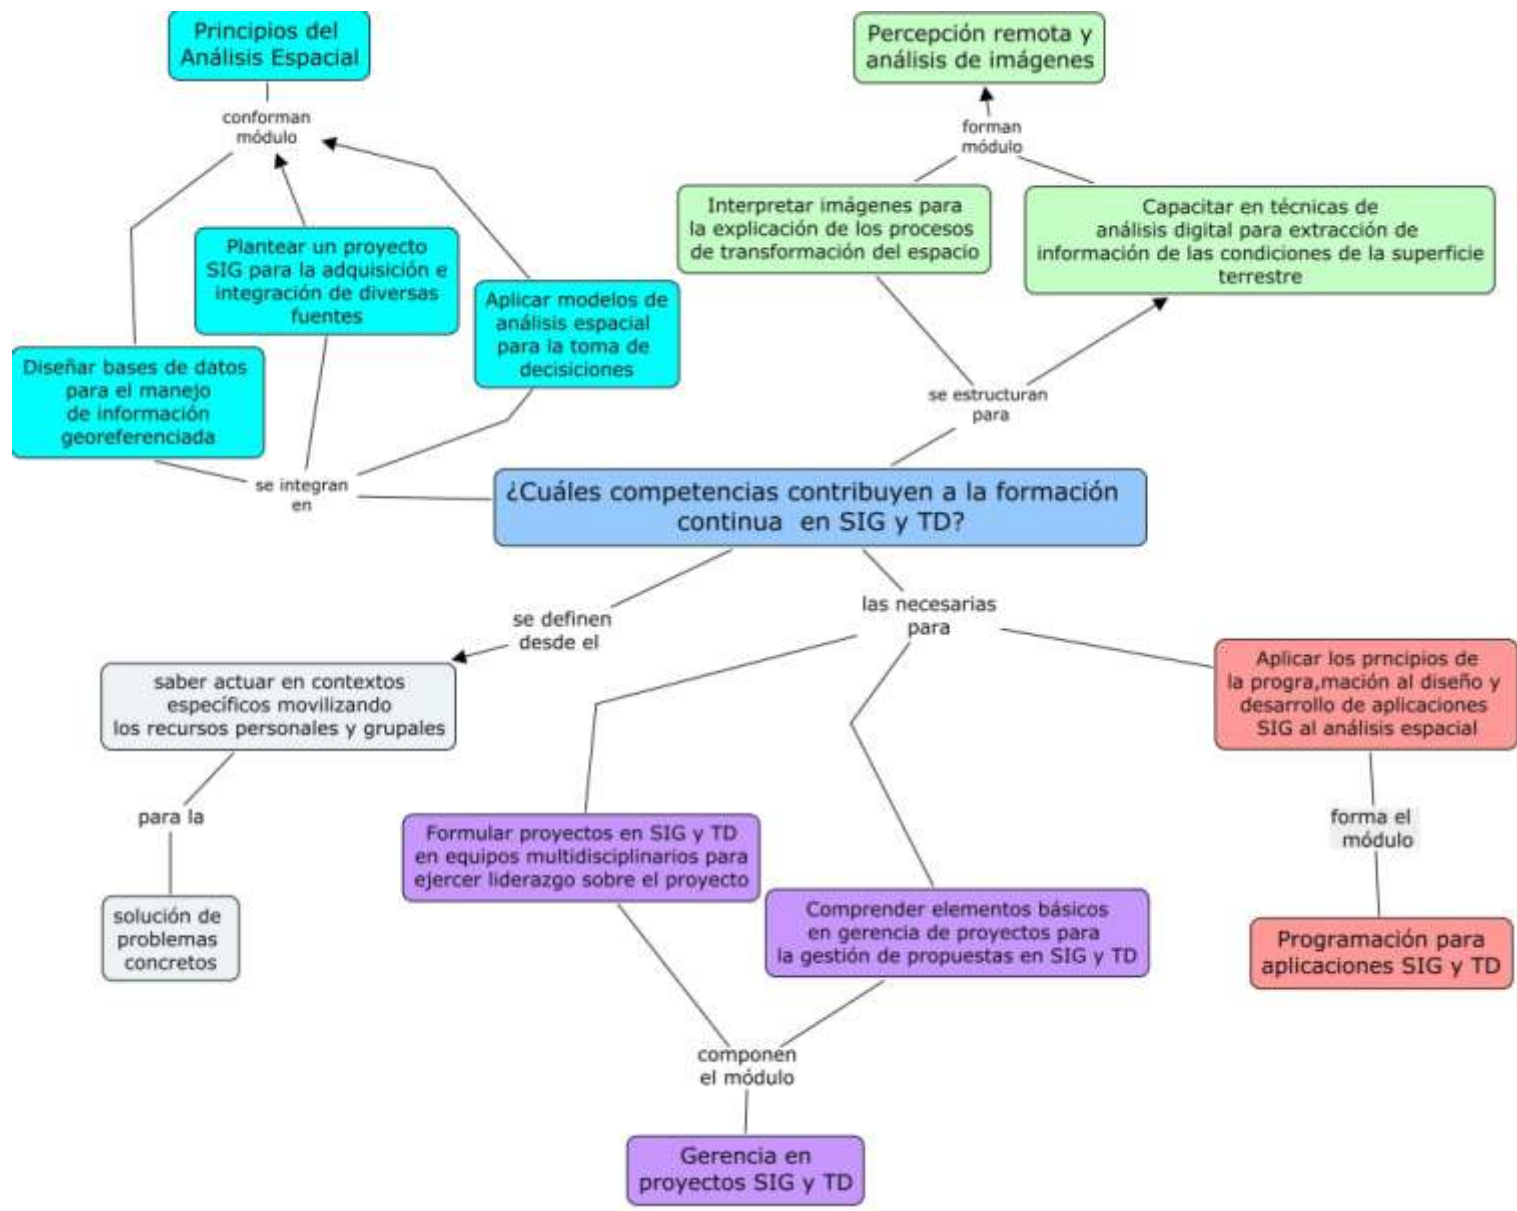 Principios del
Análisis Espacial
conforman
módulo
Plantear un proyecto
SIG para la adquisición e
integración de diversas
fuentes
Aplicar modelos de
análisis espacial
para la toma de
decisiciones
Diseñar bases de datos
para el manejo
de información
georeferenciada
se integran
en
Percepción remota y
análisis de imágenes
forman
módulo
Interpretar imágenes para
la explicación de los procesos
de transformación del espacio
Capacitar en técnicas de
análisis digital para extracción de
información de las condiciones de la superficie
terrestre
se estructuran
para
¿Cuáles competencias contribuyen a la formación
continua en SIG y TD?
se definen
desde el
saber actuar en contextos
específicos movilizando
los recursos personales y grupales
para la
solución de
problemas
concretos
las necesarias
para
Formular proyectos en SIG y TD
en equipos multidisciplinarios para
ejercer liderazgo sobre el proyecto
Comprender elementos básicos
en gerencia de proyectos para
la gestión de propuestas en SIG y TD
componen
el módulo
Gerencia en
proyectos SIG y TD
Aplicar los prncipios de
la progra,mación al diseño y
desarrollo de aplicaciones
SIG al análisis espacial
forma el
módulo
Programación para
aplicaciones SIG y TD